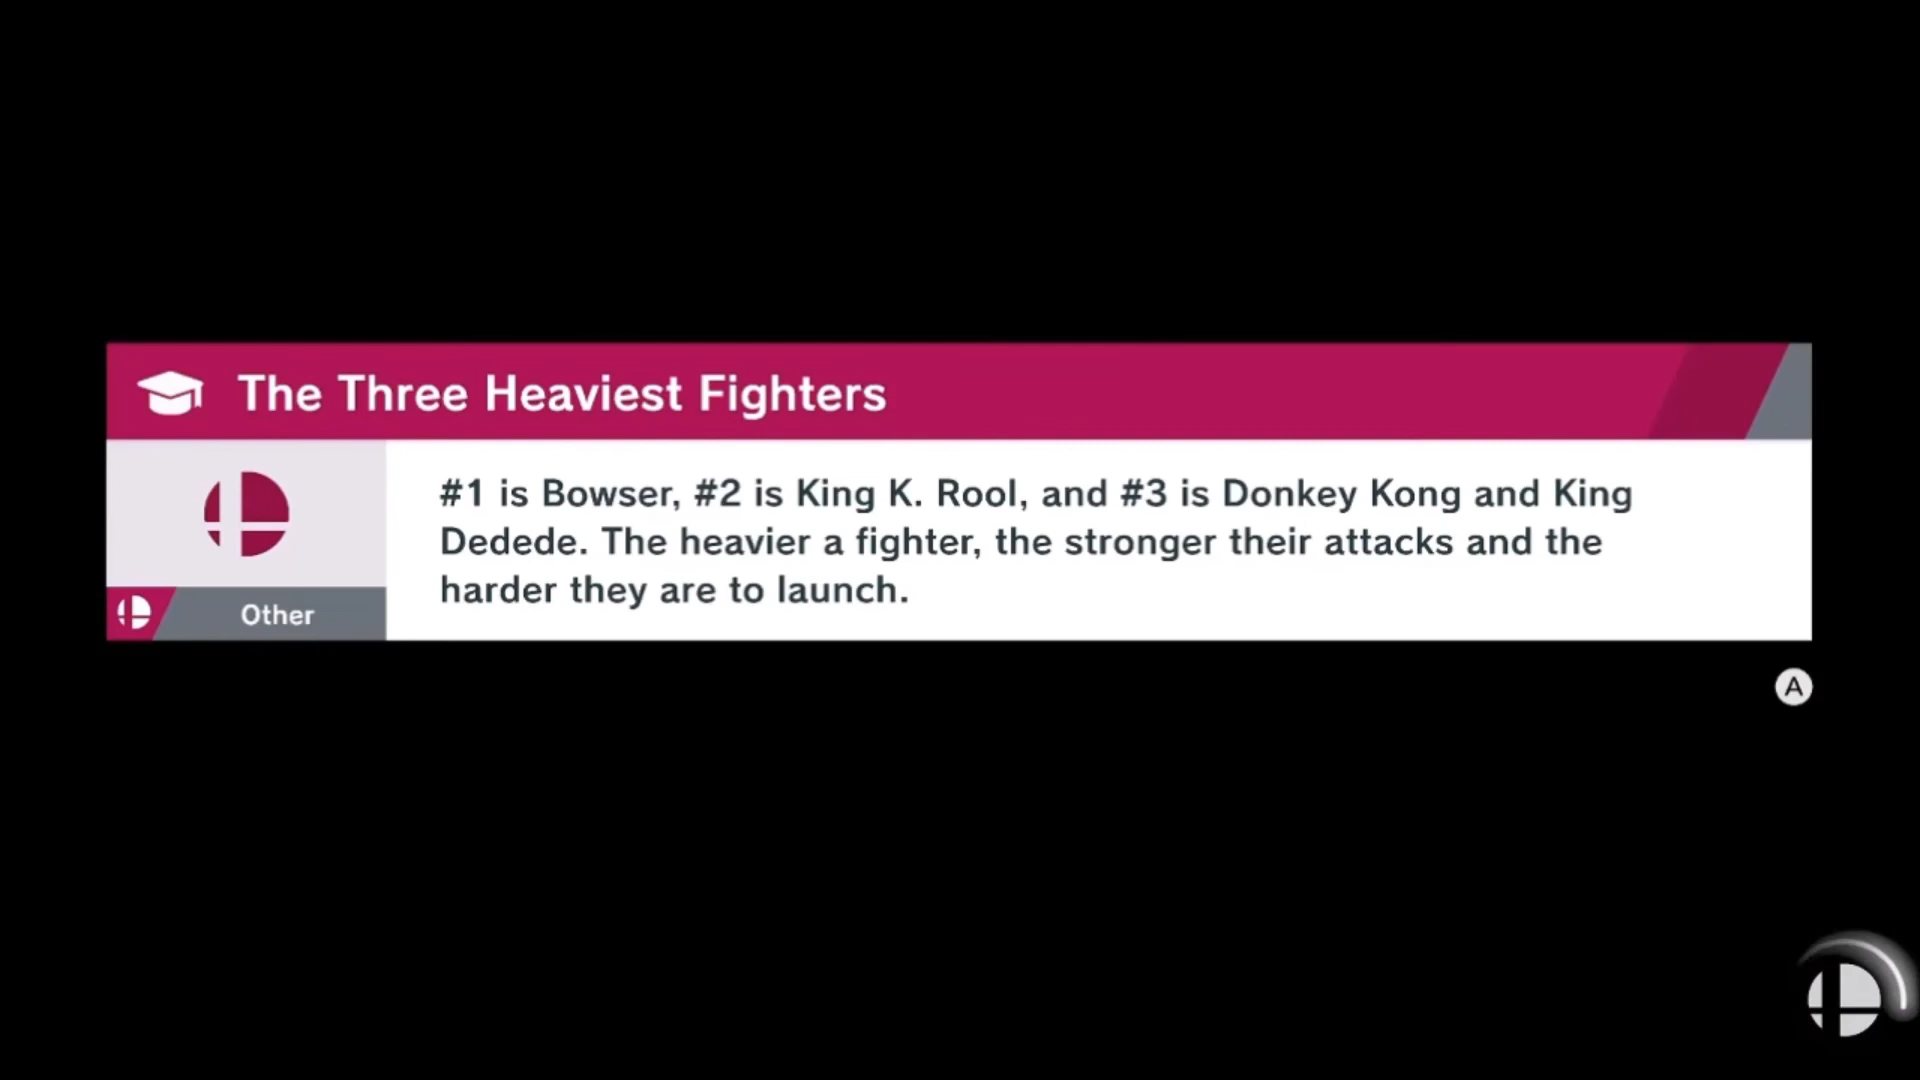 The Three Heaviest Fighters
#1 is Bowser, #2 is King K. Rool, and #3 is Donkey Kong and King
Dedede. The heavier a fighter, the stronger their attacks and the
harder they are to launch.
Other
A